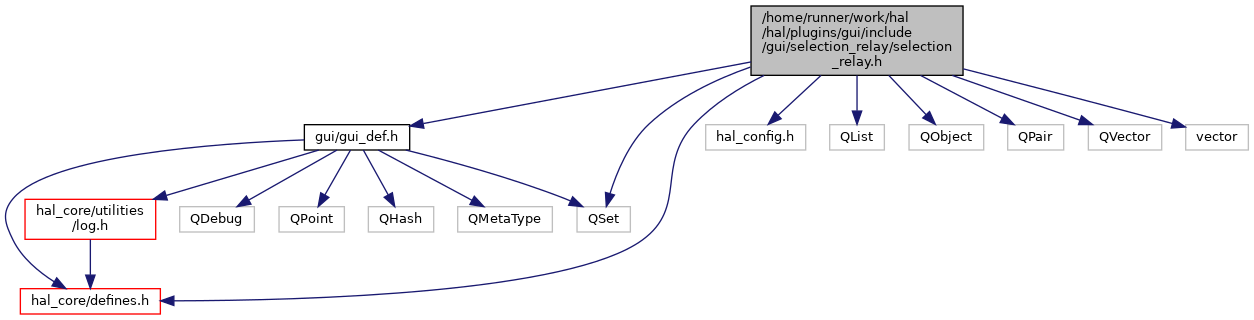 /home/runner/work/hal
/hal/plugins/gui/include
/gui/selection_relay/selection
_relay.h
gui/gui_def.h
hal_config.h
QList
QObject
QPair
QVector
vector
hal_core/utilities
/log.h
QDebug
QPoint
QHash
QMetaType
QSet
hal_core/defines.h